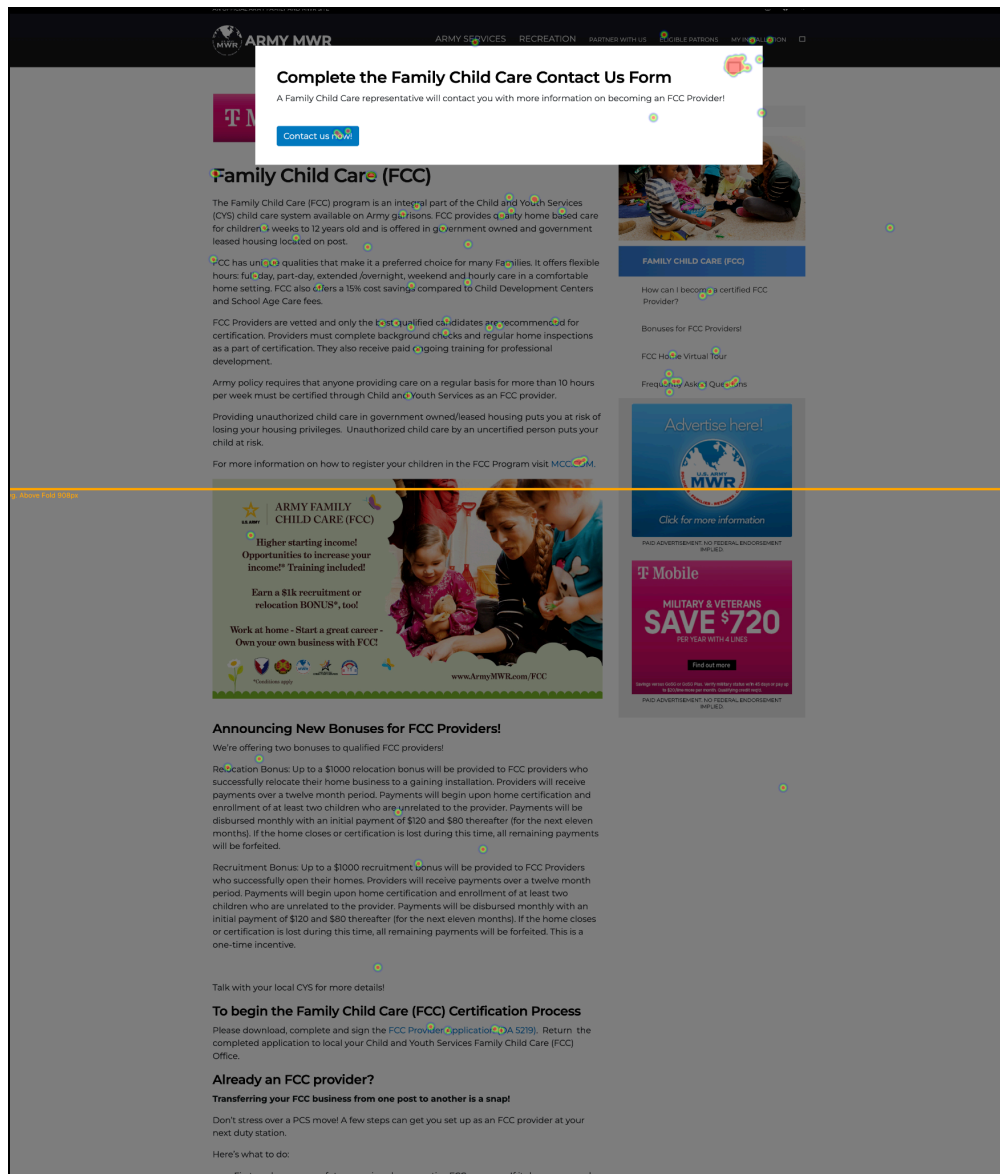 MWR
ARMY MWR
ARMY SERVICES RECREATION PARTNER WITH US ELIGIBLE PATRONS MY INSTALLATION
Complete the Family Child Care Contact Us Form
A Family Child Care representative will contact you with more information on becoming an FCC Provider!
Contact us now!
Family Child Care (FCC)
The Family Child Care (FCC) program is an integral part of the Child and Youth Services
(CYS) child care system available on Army garrisons. FCC provides quality home based care
for children 4 weeks to 12 years old and is offered in government owned and government
leased housing located on post.
FCC has unique qualities that make it a preferred choice for many Families. It offers flexible
hours: full-day, part-day, extended /overnight, weekend and hourly care in a comfortable
home setting. FCC also offers a 15% cost savings compared to Child Development Centers
and School Age Care fees.
FCC Providers are vetted and only the best qualified candidates are recommended for
certification. Providers must complete background checks and regular home inspections
as a part of certification. They also receive paid ongoing training for professional
development.
Army policy requires that anyone providing care on a regular basis for more than 10 hours
per week must be certified through Child and Youth Services as an FCC provider.
Providing unauthorized child care in government owned/leased housing puts you at risk of
losing your housing privileges.  Unauthorized child care by an uncertified person puts your
child at risk.
For more information on how to register your children in the FCC Program visit MCC.COM.
FAMILY CHILD CARE (FCC)
How can I become a certified FCC
Provider?
Bonuses for FCC Providers!
FCC Home Virtual Tour
Frequently Asked Questions
Advertise here!
U.S. ARMY
MWR
Click for more information
PAID ADVERTISEMENT. NO FEDERAL ENDORSEMENT
IMPLIED.
g. Above Fold 908px
U.S. ARMY
ARMY FAMILY
CHILD CARE (FCC)
Higher starting income!
Opportunities to increase your
income!* Training included!
Earn a $1k recruitment or
relocation BONUS*, too!
Work at home - Start a great career -
Own your own business with FCC!
*Conditions apply
www.ArmyMWR.com/FCC
T Mobile
MILITARY & VETERANS
SAVE $720
PER YEAR WITH 4 LINES
Find out more
PAID ADVERTISEMENT. NO FEDERAL ENDORSEMENT
IMPLIED.
Announcing New Bonuses for FCC Providers!
We're offering two bonuses to qualified FCC providers!
Relocation Bonus: Up to a $1000 relocation bonus will be provided to FCC providers who
successfully relocate their home business to a gaining installation. Providers will receive
payments over a twelve month period. Payments will begin upon home certification and
enrollment of at least two children who are unrelated to the provider. Payments will be
disbursed monthly with an initial payment of $120 and $80 thereafter (for the next eleven
months). If the home closes or certification is lost during this time, all remaining payments
will be forfeited.
Recruitment Bonus: Up to a $1000 recruitment bonus will be provided to FCC Providers
who successfully open their homes. Providers will receive payments over a twelve month
period. Payments will begin upon home certification and enrollment of at least two
children who are unrelated to the provider. Payments will be disbursed monthly with an
initial payment of $120 and $80 thereafter (for the next eleven months). If the home closes
or certification is lost during this time, all remaining payments will be forfeited. This is a
one-time incentive.
Talk with your local CYS for more details!
To begin the Family Child Care (FCC) Certification Process
Please download, complete and sign the FCC Provider Application (DA 5219).  Return  the
completed application to local your Child and Youth Services Family Child Care (FCC)
Office.
Already an FCC provider?
Transferring your FCC business from one post to another is a snap!
Don't stress over a PCS move! A few steps can get you set up as an FCC provider at your
next duty station.
Here's what to do: